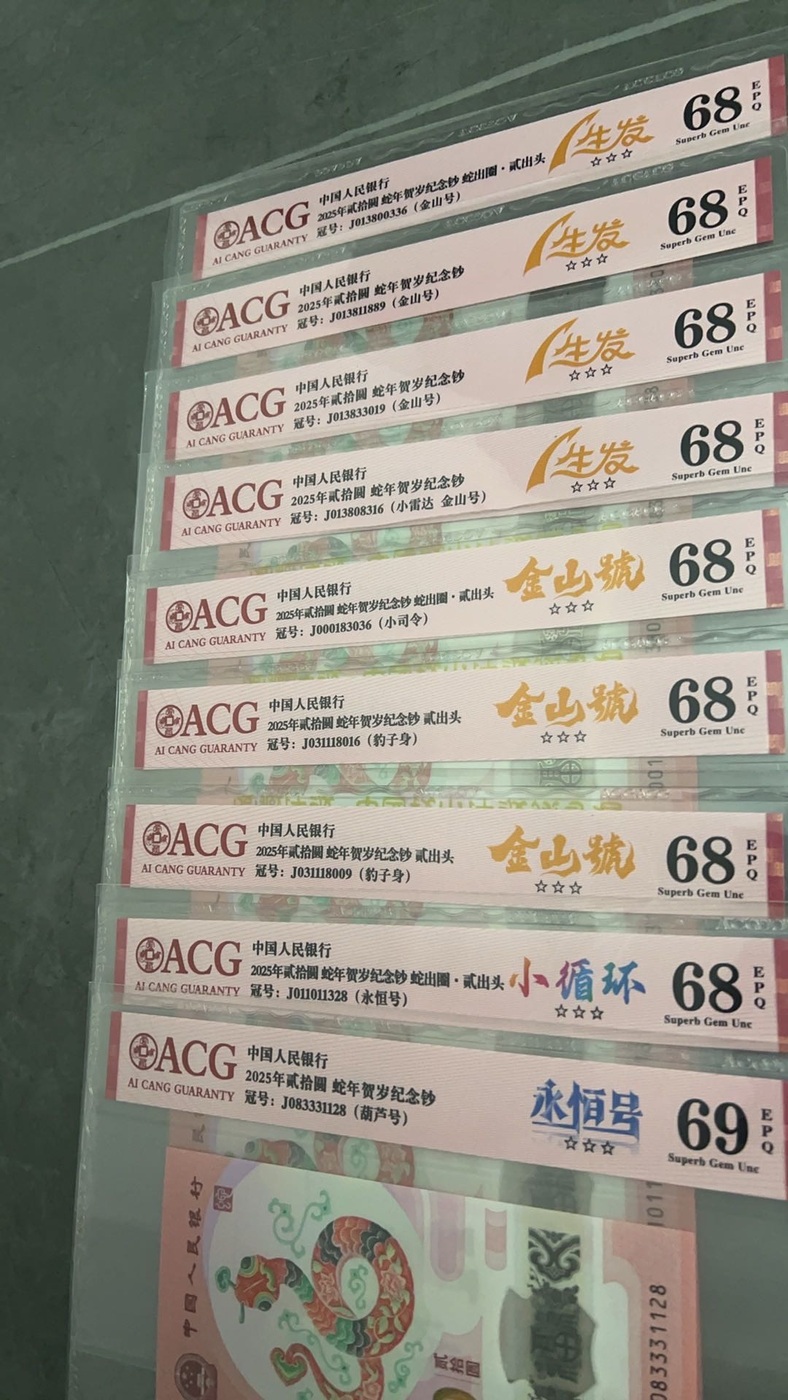 ACG
AI CANG GUARANTY
中国人民银行
2025年贰拾圆 蛇年贺岁纪念钞 蛇出圈·贰出头
冠号：J013800336（金山号）
1生发
☆☆☆
68
EPQ
Superb Gem Unc
ACG
AI CANG GUARANTY
中国人民银行
2025年贰拾圆 蛇年贺岁纪念钞
冠号：J013811889（金山号）
1生发
☆☆☆
68
EPQ
Superb Gem Unc
ACG
AI CANG GUARANTY
中国人民银行
2025年贰拾圆 蛇年贺岁纪念钞
冠号：J013833019（金山号）
1生发
☆☆☆
68
EPQ
Superb Gem Unc
ACG
AI CANG GUARANTY
中国人民银行
2025年贰拾圆 蛇年贺岁纪念钞
冠号：J013808316（小雷达 金山号）
1生发
☆☆☆
68
EPQ
Superb Gem Unc
ACG
AI CANG GUARANTY
中国人民银行
2025年贰拾圆 蛇年贺岁纪念钞 蛇出圈·贰出头
冠号：J000183036（小司令）
金山號
☆☆☆
68
EPQ
Superb Gem Unc
ACG
AI CANG GUARANTY
中国人民银行
2025年贰拾圆 蛇年贺岁纪念钞 贰出头
冠号：J031118016（豹子身）
金山號
☆☆☆
68
EPQ
Superb Gem Unc
ACG
AI CANG GUARANTY
中国人民银行
2025年贰拾圆 蛇年贺岁纪念钞 贰出头
冠号：J031118009（豹子身）
金山號
☆☆☆
68
EPQ
Superb Gem Unc
ACG
AI CANG GUARANTY
中国人民银行
2025年贰拾圆 蛇年贺岁纪念钞 蛇出圈·贰出头
冠号：J011011328（永恒号）
小循环
☆☆☆
68
EPQ
Superb Gem Unc
ACG
AI CANG GUARANTY
中国人民银行
2025年贰拾圆 蛇年贺岁纪念钞
冠号：J083331128（葫芦号）
永恒号
☆☆☆
69
EPQ
Superb Gem Unc
中国人民银行
贰拾圆
83331128